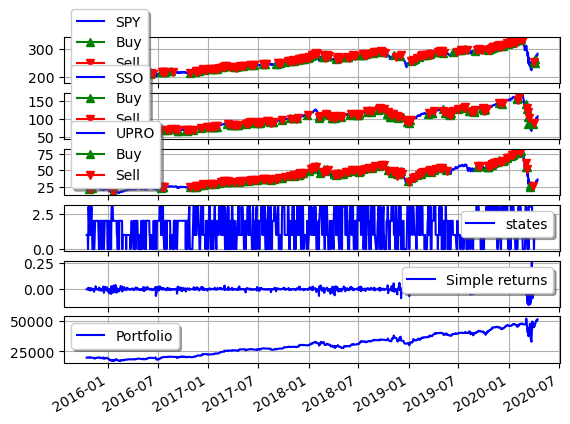 SPY
Buy
Sell
300
200
SSO
Buy
Sell
150
100
50
UPRO
Buy
Sell
75
50
25
states
2.5
0.0
Simple returns
0.25
0.00
Portfolio
50000
25000
2016-01
2016-07
2017-01
2017-07
2018-01
2018-07
2019-01
2019-07
2020-01
2020-07